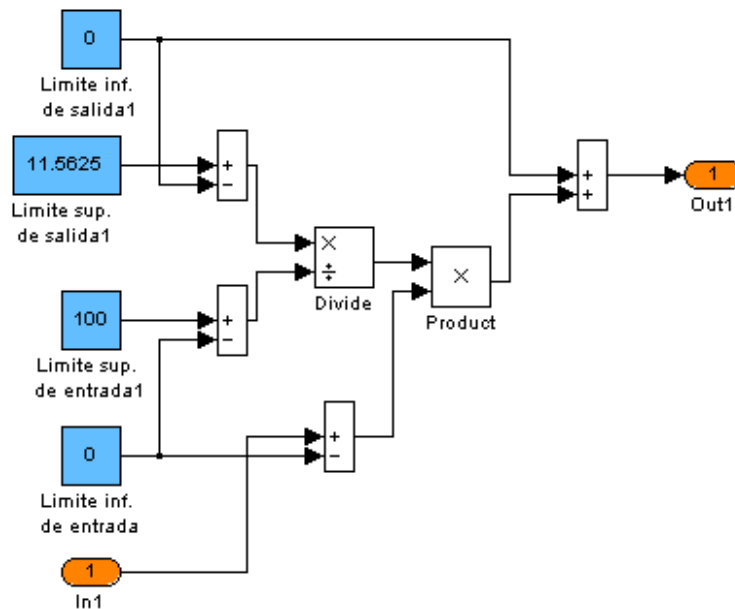 0
Limite inf.
de salida1
11.5625
+
−
Limite sup.
de salida1
+
+
1
Out1
×
÷
Divide
×
Product
100
+
−
Limite sup.
de entrada1
0
+
−
Limite inf.
de entrada
1
In1